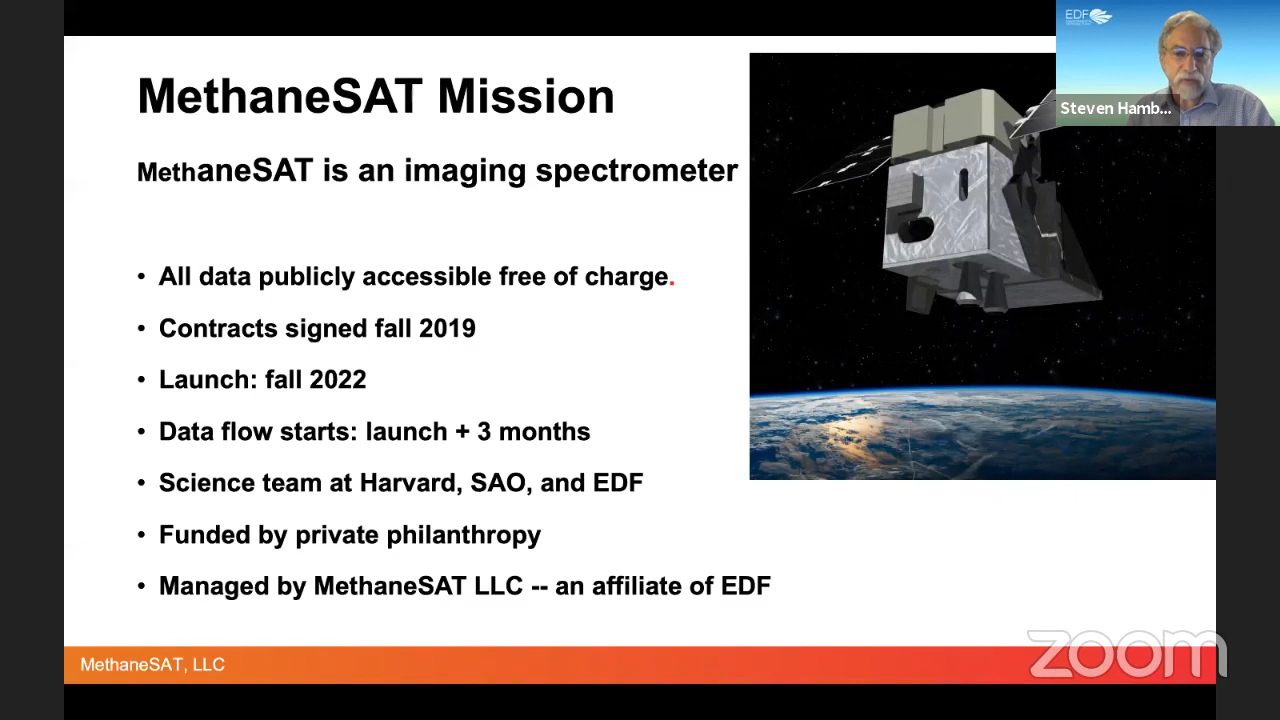 MethaneSAT Mission
MethaneSAT is an imaging spectrometer
• All data publicly accessible free of charge.
• Contracts signed fall 2019
• Launch: fall 2022
• Data flow starts: launch + 3 months
• Science team at Harvard, SAO, and EDF
• Funded by private philanthropy
• Managed by MethaneSAT LLC -- an affiliate of EDF
MethaneSAT, LLC
EDF
Steven Hamb...
zoom